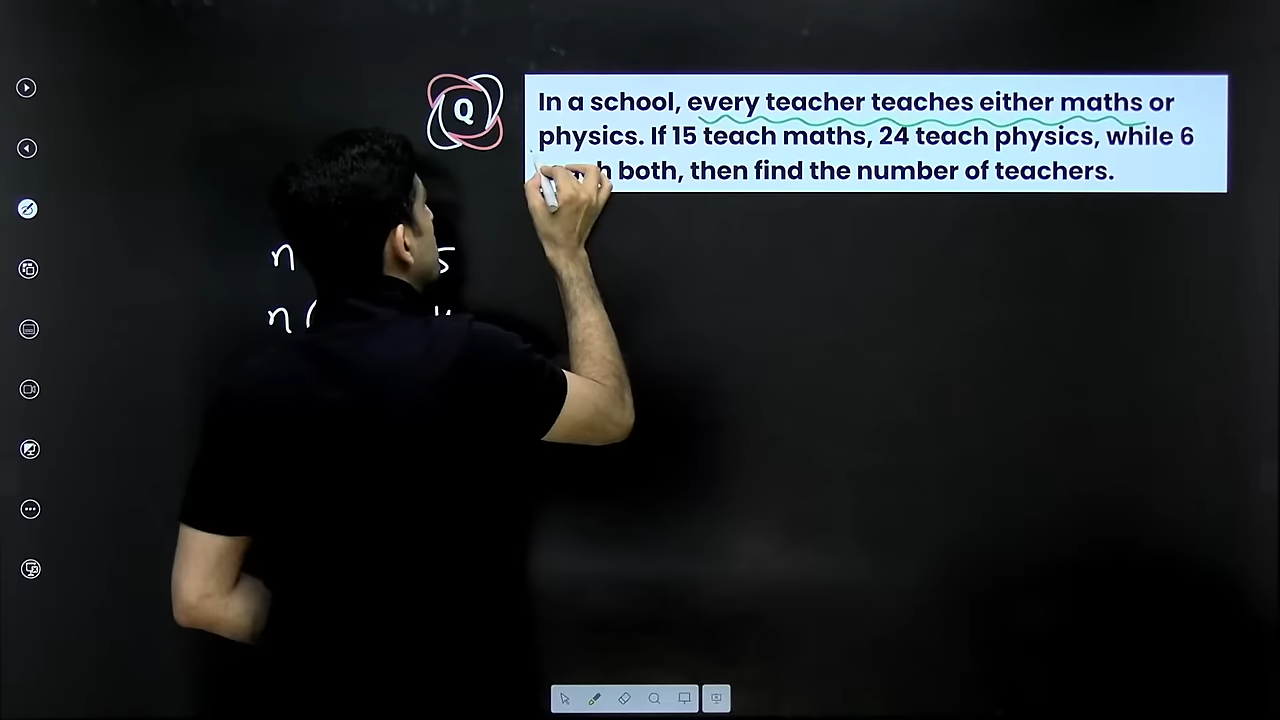 Q
In a school, every teacher teaches either maths or
physics. If 15 teach maths, 24 teach physics, while 6
both, then find the number of teachers.
n 5
n (